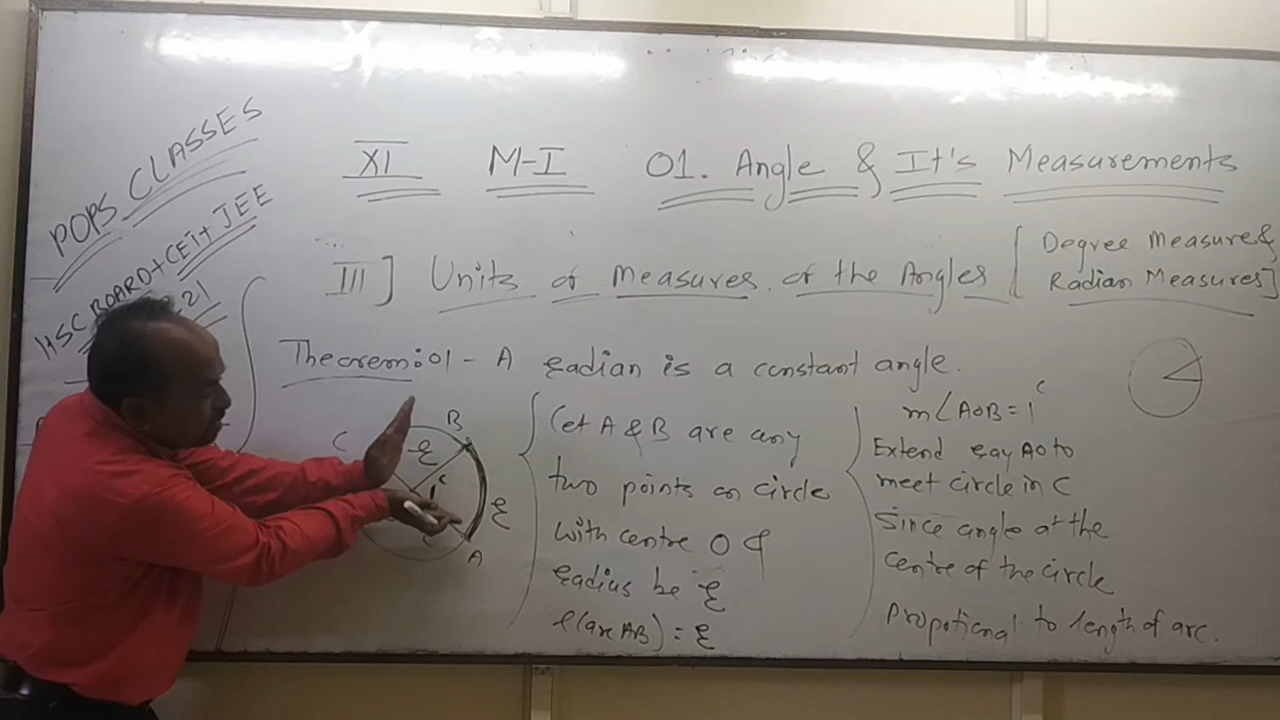 POPS CLASSES
HSC BOARD+CET+JEE
21
XI M-I 01. Angle & It's Measurements
III] Units of Measures of the Angles [Degree Measure &
Radian Measures]
Theorem: 01 - A radian is a constant angle.
C
B
r
1c
r
A
Let A & B are any
two points on circle
with centre O &
radius be r
l(arc AB) = r
m∠AOB = 1c
Extend ray AO to
meet circle in C
Since angle at the
centre of the circle
propotional to length of arc.